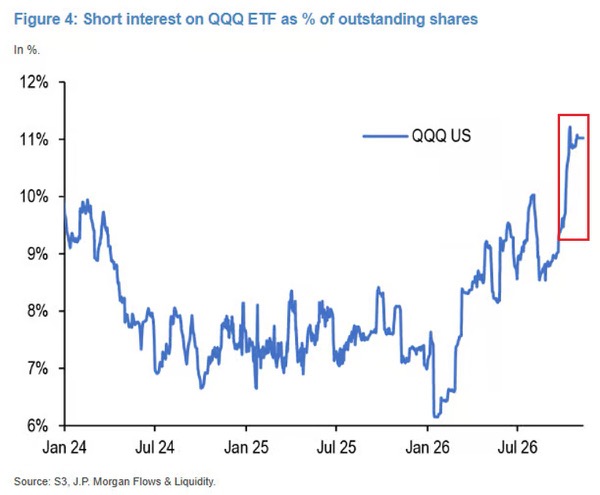 Figure 4: Short interest on QQQ ETF as % of outstanding shares
In %.
12%
11%
10%
9%
8%
7%
6%
QQQ US
Jan 24 Jul 24 Jan 25 Jul 25 Jan 26 Jul 26
Source: S3, J.P. Morgan Flows & Liquidity.